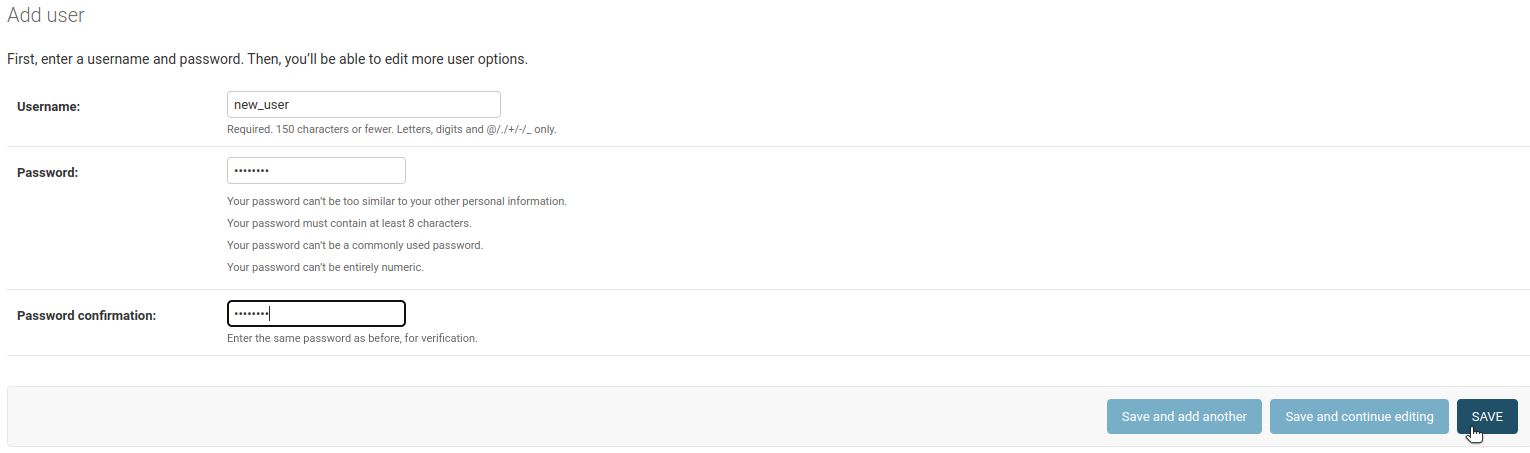 Add user
First, enter a username and password. Then, you’ll be able to edit more user options.
Username:
new_user
Required. 150 characters or fewer. Letters, digits and @/./+/-/_ only.
Password:
••••••••
Your password can’t be too similar to your other personal information.
Your password must contain at least 8 characters.
Your password can’t be a commonly used password.
Your password can’t be entirely numeric.
Password confirmation:
••••••••
Enter the same password as before, for verification.
Save and add another Save and continue editing SAVE